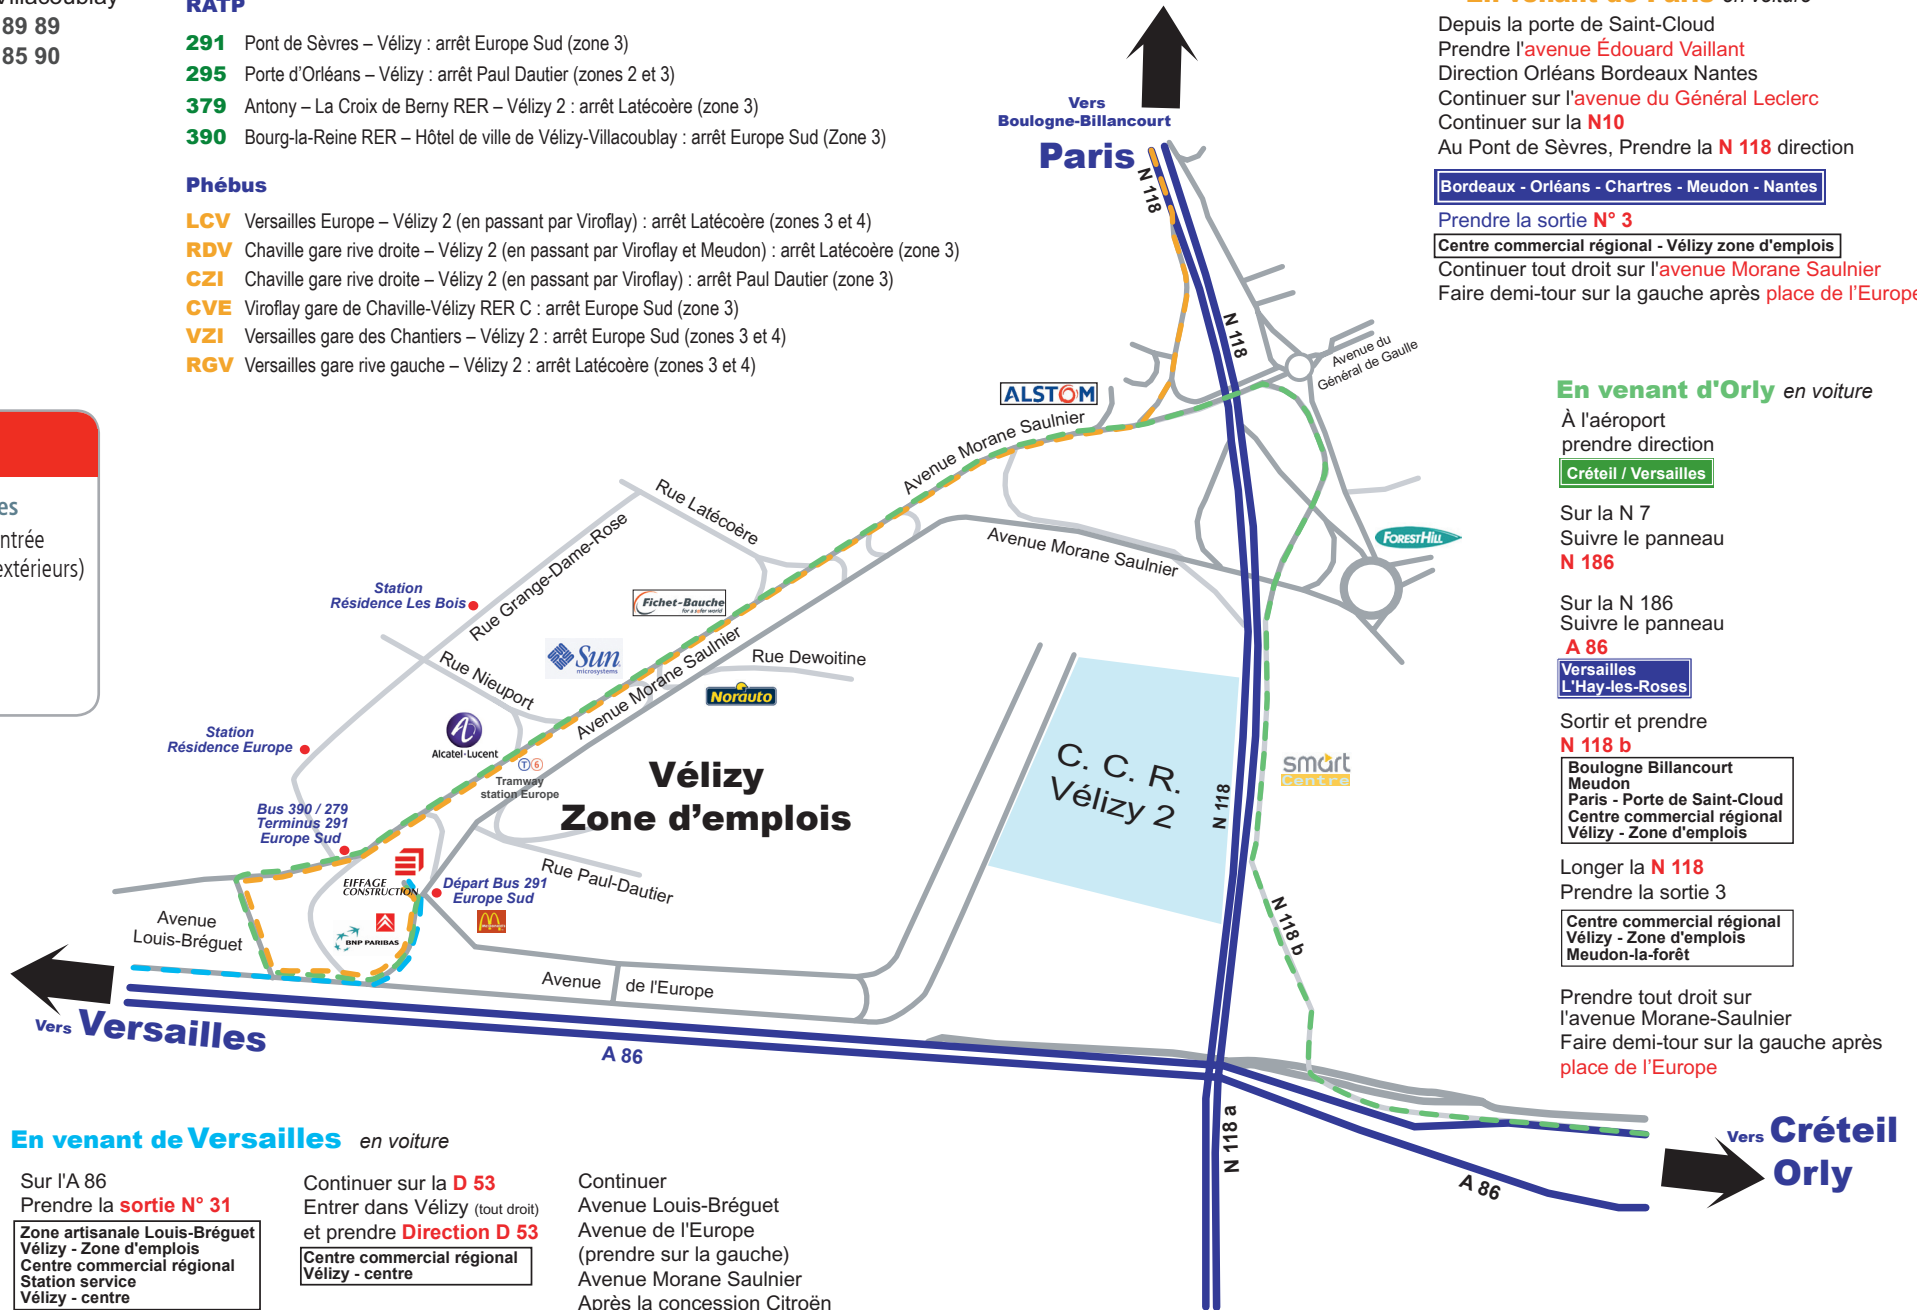 Villacoublay
89 89
85 90
RATP
291 Pont de Sèvres – Vélizy : arrêt Europe Sud (zone 3)
295 Porte d'Orléans – Vélizy : arrêt Paul Dautier (zones 2 et 3)
379 Antony – La Croix de Berny RER – Vélizy 2 : arrêt Latécoère (zone 3)
390 Bourg-la-Reine RER – Hôtel de ville de Vélizy-Villacoublay : arrêt Europe Sud (Zone 3)
Phébus
LCV Versailles Europe – Vélizy 2 (en passant par Viroflay) : arrêt Latécoère (zones 3 et 4)
RDV Chaville gare rive droite – Vélizy 2 (en passant par Viroflay et Meudon) : arrêt Latécoère (zone 3)
CZI Chaville gare rive droite – Vélizy 2 (en passant par Viroflay) : arrêt Paul Dautier (zone 3)
CVE Viroflay gare de Chaville-Vélizy RER C : arrêt Europe Sud (zone 3)
VZI Versailles gare des Chantiers – Vélizy 2 : arrêt Europe Sud (zones 3 et 4)
RGV Versailles gare rive gauche – Vélizy 2 : arrêt Latécoère (zones 3 et 4)
es
ntrée
extérieurs)
En venant de Paris en voiture
Depuis la porte de Saint-Cloud
Prendre l'avenue Édouard Vaillant
Direction Orléans Bordeaux Nantes
Continuer sur l'avenue du Général Leclerc
Continuer sur la N10
Au Pont de Sèvres, Prendre la N 118 direction
Bordeaux - Orléans - Chartres - Meudon - Nantes
Prendre la sortie N° 3
Centre commercial régional - Vélizy zone d'emplois
Continuer tout droit sur l'avenue Morane Saulnier
Faire demi-tour sur la gauche après place de l'Europe
En venant d'Orly en voiture
À l'aéroport
prendre direction
Créteil / Versailles
Sur la N 7
Suivre le panneau
N 186
Sur la N 186
Suivre le panneau
A 86
Versailles
L'Hay-les-Roses
Sortir et prendre
N 118 b
Boulogne Billancourt
Meudon
Paris - Porte de Saint-Cloud
Centre commercial régional
Vélizy - Zone d'emplois
Longer la N 118
Prendre la sortie 3
Centre commercial régional
Vélizy - Zone d'emplois
Meudon-la-forêt
Prendre tout droit sur
l'avenue Morane-Saulnier
Faire demi-tour sur la gauche après
place de l'Europe
Vers
Boulogne-Billancourt
Paris
N 118
N 118
Avenue du
Général de Gaulle
ALSTOM
Avenue Morane Saulnier
Rue Latécoère
Rue Grange-Dame-Rose
Avenue Morane Saulnier
FORESTHILL
Station
Résidence Les Bois
Fichet-Bauche
for a safer world
Sun
microsystems
Avenue Morane Saulnier
Rue Dewoitine
Norauto
Rue Nieuport
Station
Résidence Europe
Alcatel-Lucent
T 6
Tramway
station Europe
Vélizy
Zone d'emplois
C. C. R.
Vélizy 2
N 118
smart
Centre
Bus 390 / 279
Terminus 291
Europe Sud
EIFFAGE
CONSTRUCTION
Départ Bus 291
Europe Sud
Rue Paul-Dautier
BNP PARIBAS
Avenue
Louis-Bréguet
N 118 b
Avenue de l'Europe
Vers Versailles
A 86
N 118 a
A 86
Vers Créteil
Orly
En venant de Versailles en voiture
Sur l'A 86
Prendre la sortie N° 31
Zone artisanale Louis-Bréguet
Vélizy - Zone d'emplois
Centre commercial régional
Station service
Vélizy - centre
Continuer sur la D 53
Entrer dans Vélizy (tout droit)
et prendre Direction D 53
Centre commercial régional
Vélizy - centre
Continuer
Avenue Louis-Bréguet
Avenue de l'Europe
(prendre sur la gauche)
Avenue Morane Saulnier
Après la concession Citroën